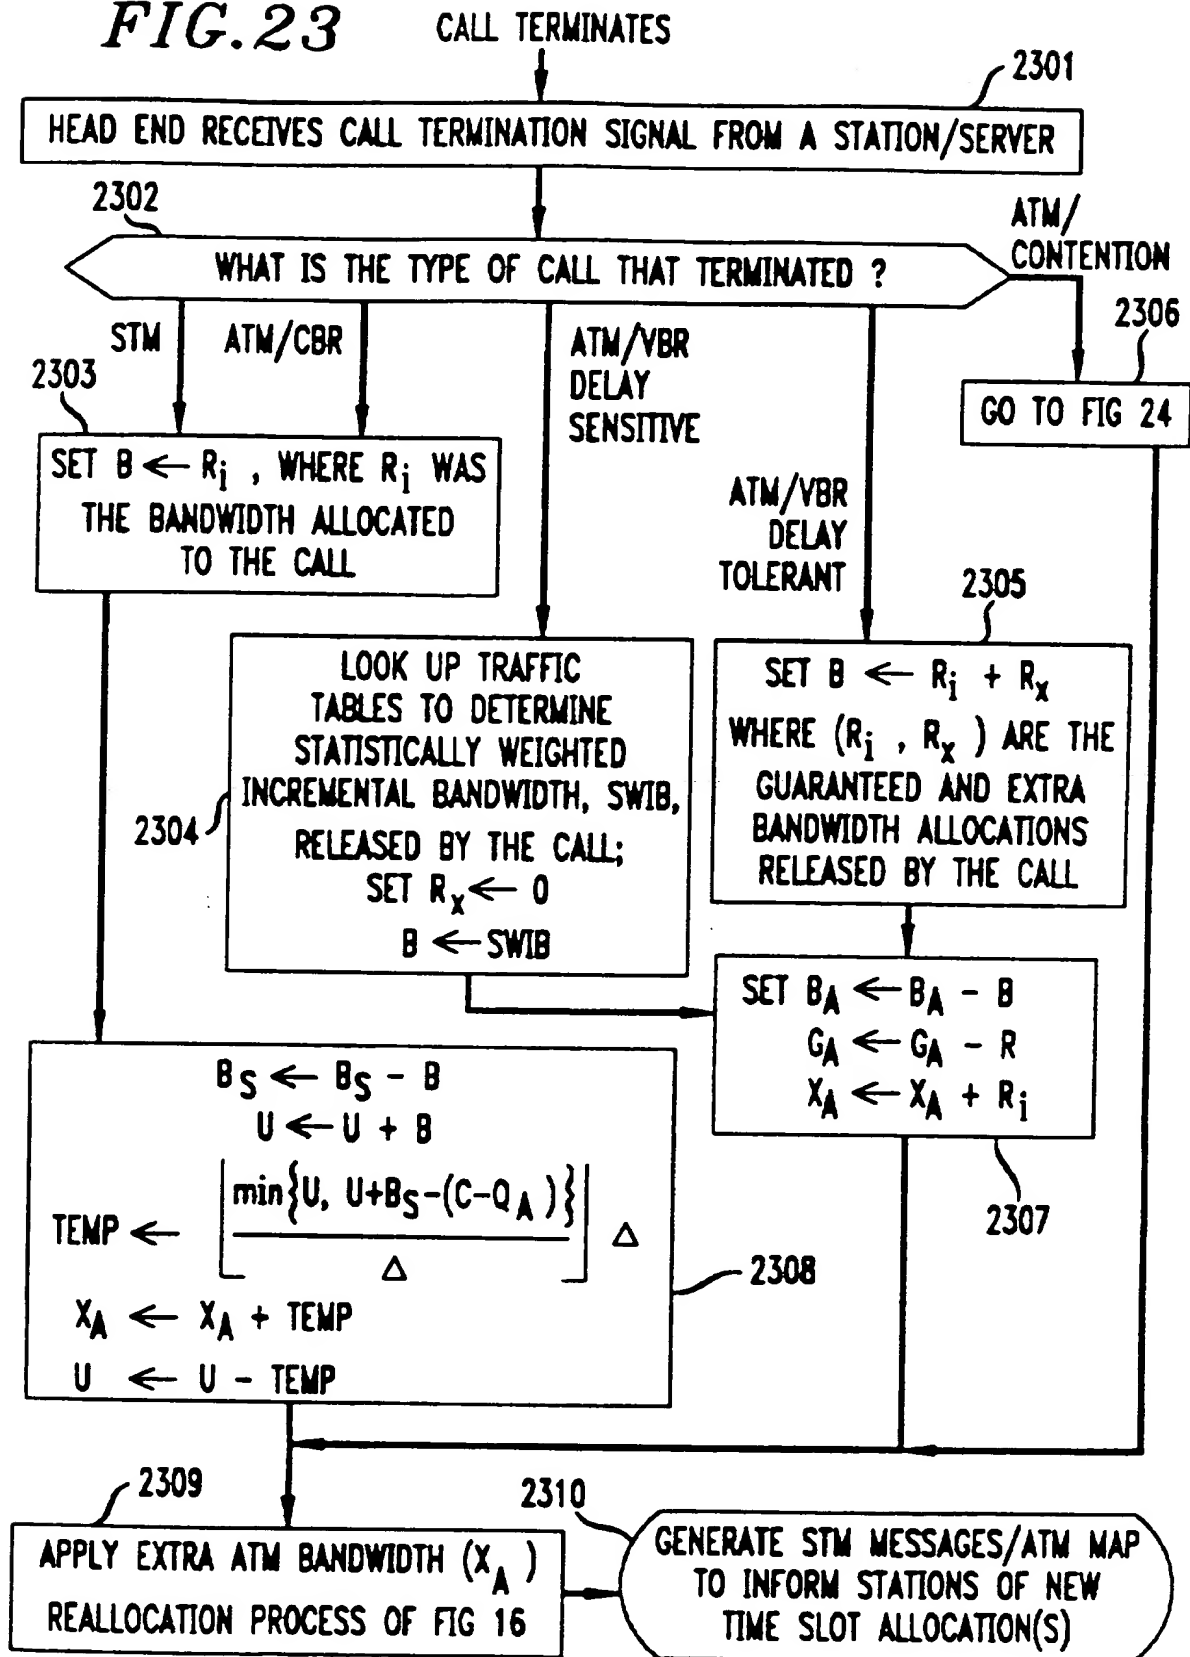 FIG.23
CALL TERMINATES
2301
HEAD END RECEIVES CALL TERMINATION SIGNAL FROM A STATION/SERVER
2302
WHAT IS THE TYPE OF CALL THAT TERMINATED ?
ATM/
CONTENTION
2306
GO TO FIG 24
STM
ATM/CBR
ATM/VBR
DELAY
SENSITIVE
ATM/VBR
DELAY
TOLERANT
2303
SET B ← Ri , WHERE Ri WAS
THE BANDWIDTH ALLOCATED
TO THE CALL
2304
LOOK UP TRAFFIC
TABLES TO DETERMINE
STATISTICALLY WEIGHTED
INCREMENTAL BANDWIDTH, SWIB,
RELEASED BY THE CALL;
SET Rx ← 0
B ← SWIB
2305
SET B ← Ri + Rx
WHERE (Ri , Rx ) ARE THE
GUARANTEED AND EXTRA
BANDWIDTH ALLOCATIONS
RELEASED BY THE CALL
SET BA ← BA - B
GA ← GA - R
XA ← XA + Ri
2307
BS ← BS - B
U ← U + B
TEMP ← ⌊min{U, U+BS-(C-QA )}/Δ⌋ Δ
XA ← XA + TEMP
U ← U - TEMP
2308
2309
APPLY EXTRA ATM BANDWIDTH (XA )
REALLOCATION PROCESS OF FIG 16
2310
GENERATE STM MESSAGES/ATM MAP
TO INFORM STATIONS OF NEW
TIME SLOT ALLOCATION(S)